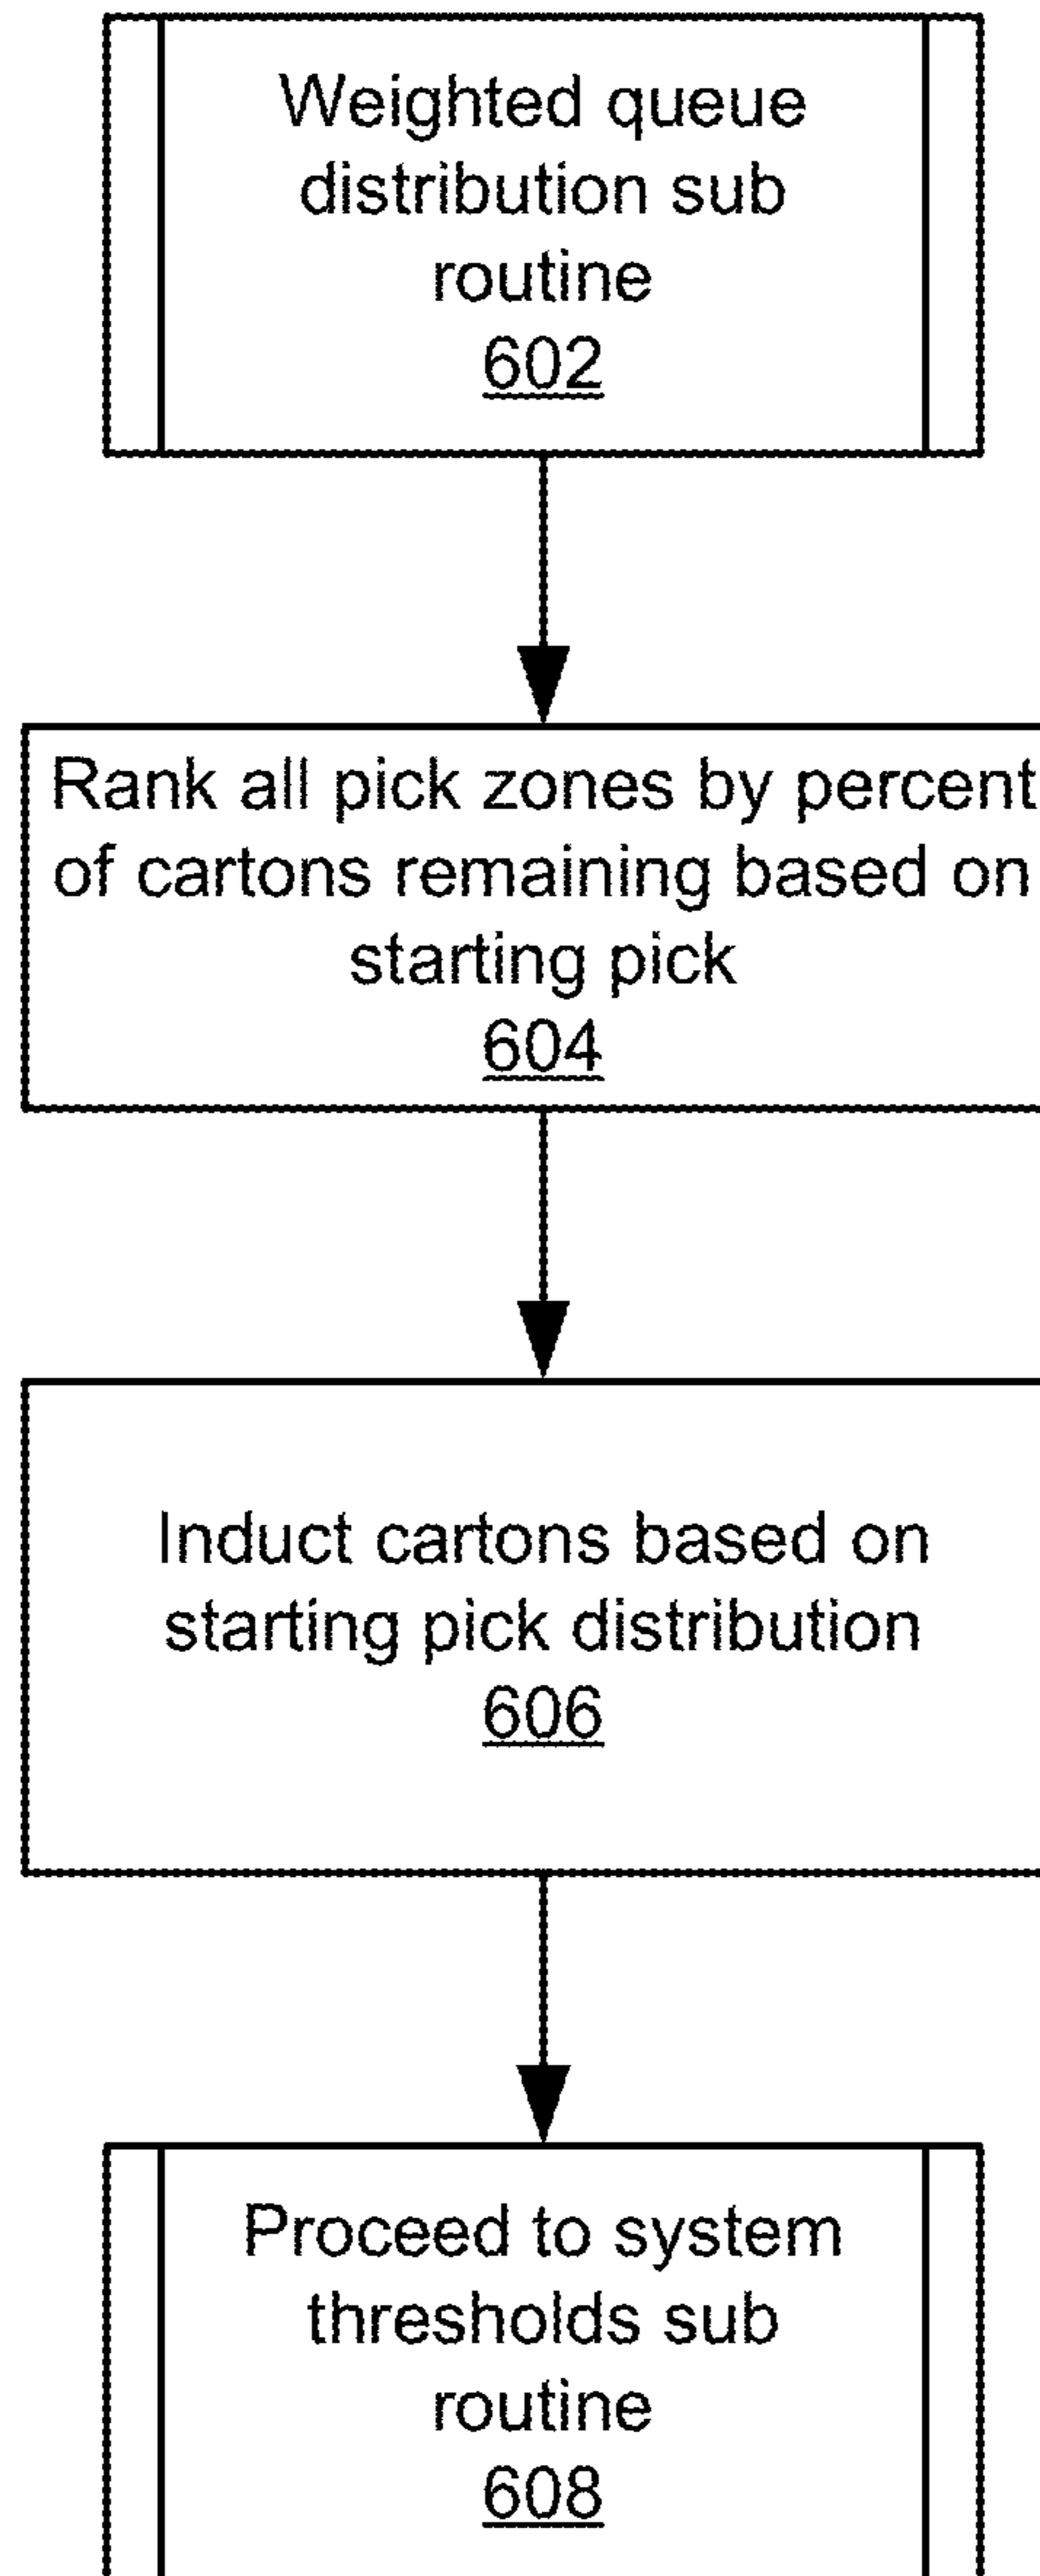 Weighted queue
distribution sub
routine
602
Rank all pick zones by percent
of cartons remaining based on
starting pick
604
Induct cartons based on
starting pick distribution
606
Proceed to system
thresholds sub
routine
608